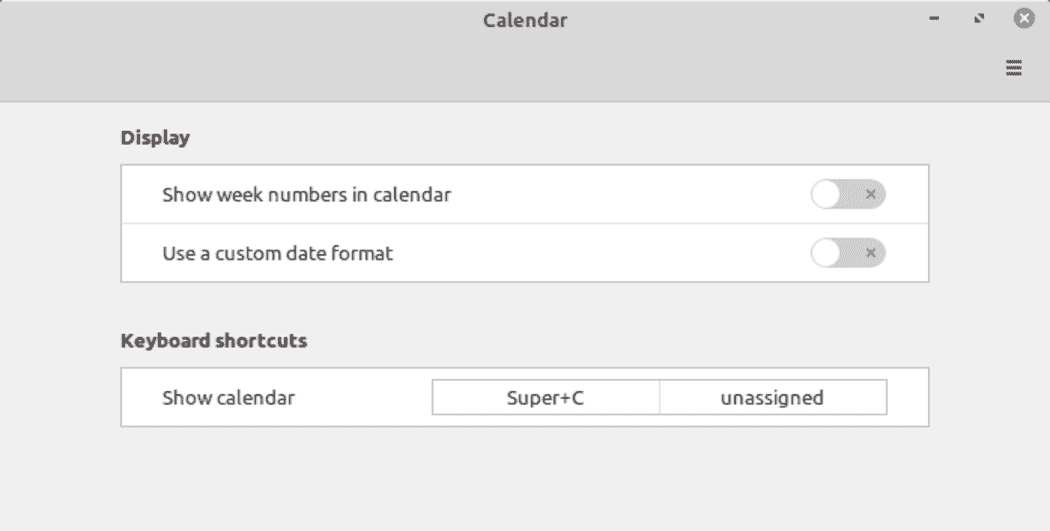 Calendar
Display
Show week numbers in calendar
Use a custom date format
Keyboard shortcuts
Show calendar Super+C unassigned